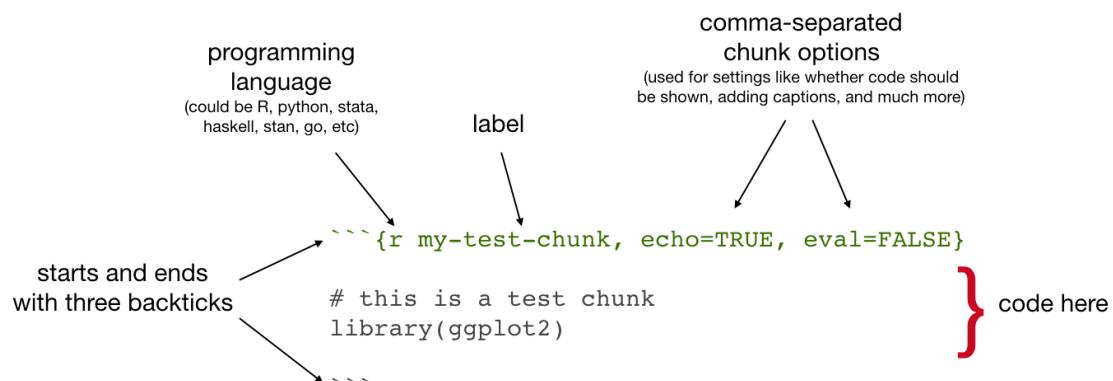 programming
language
(could be R, python, stata,
haskell, stan, go, etc)
label
comma-separated
chunk options
(used for settings like whether code should
be shown, adding captions, and much more)
```{r my-test-chunk, echo=TRUE, eval=FALSE}
starts and ends
with three backticks
# this is a test chunk
library(ggplot2)
code here
```